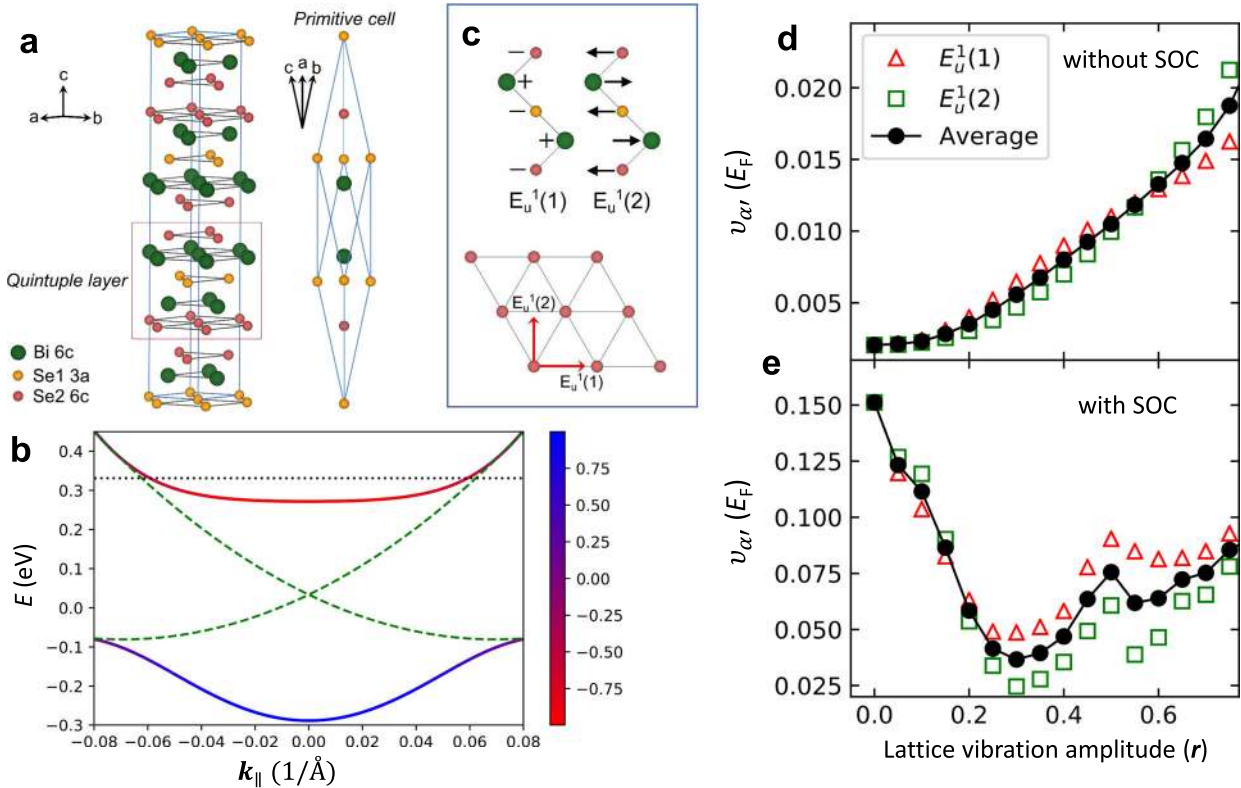 a
Primitive cell
c
a
b
c
a
b
Quintuple layer
Bi 6c
Se1 3a
Se2 6c
c
−
+
−
+
−
E_u^1(1) E_u^1(2)
E_u^1(2)
E_u^1(1)
b
E (eV)
0.4
0.3
0.2
0.1
0.0
−0.1
−0.2
−0.3
−0.08 −0.06 −0.04 −0.02 0.00 0.02 0.04 0.06 0.08
k∥ (1/Å)
0.75
0.50
0.25
0.00
−0.25
−0.50
−0.75
d
E_u^1(1)
E_u^1(2)
Average
without SOC
υα′ (E_F)
0.020
0.015
0.010
0.005
e
with SOC
υα′ (E_F)
0.150
0.125
0.100
0.075
0.050
0.025
0.0 0.2 0.4 0.6
Lattice vibration amplitude (r)